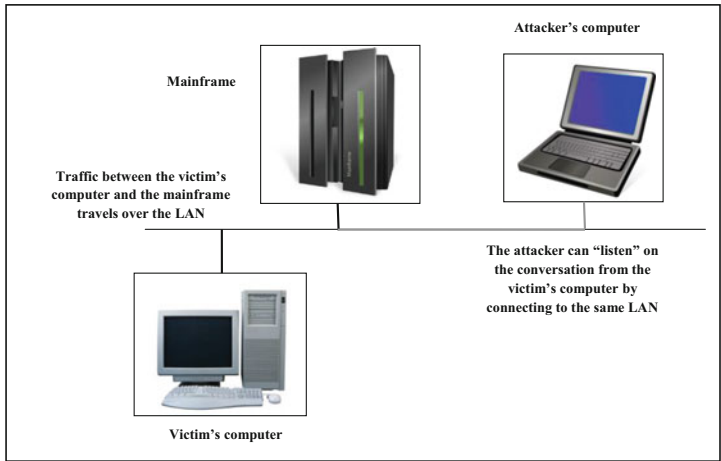 Attacker's computer
Mainframe
Traffic between the victim's
computer and the mainframe
travels over the LAN
The attacker can “listen” on
the conversation from the
victim's computer by
connecting to the same LAN
Victim's computer